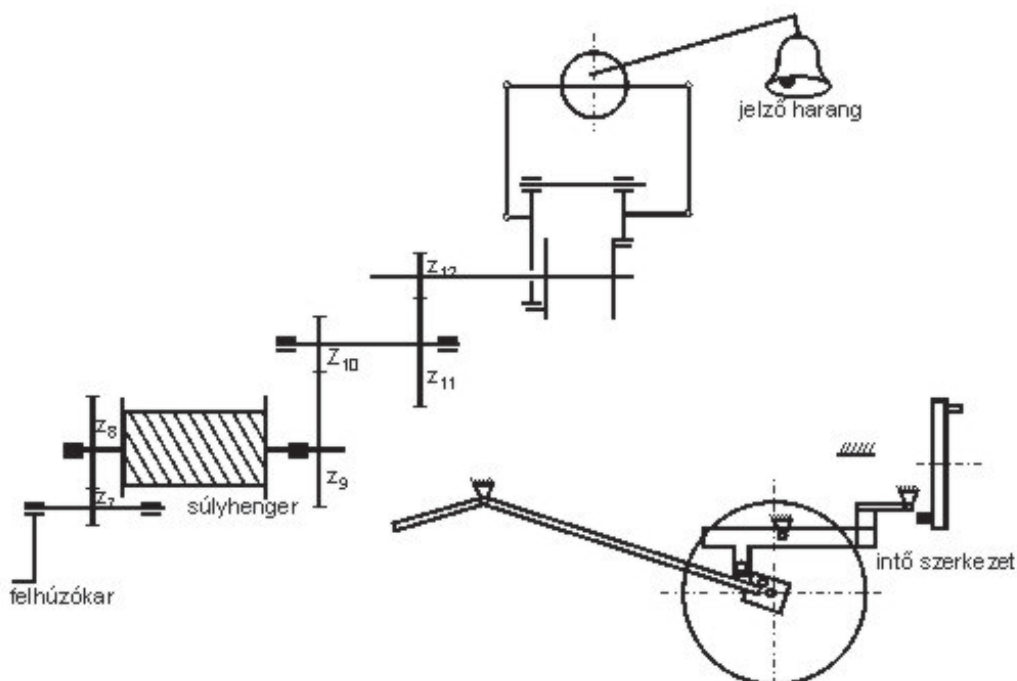 jelző harang
z12
z10
z11
z8
z9
z7
súlyhenger
intő szerkezet
felhúzókar